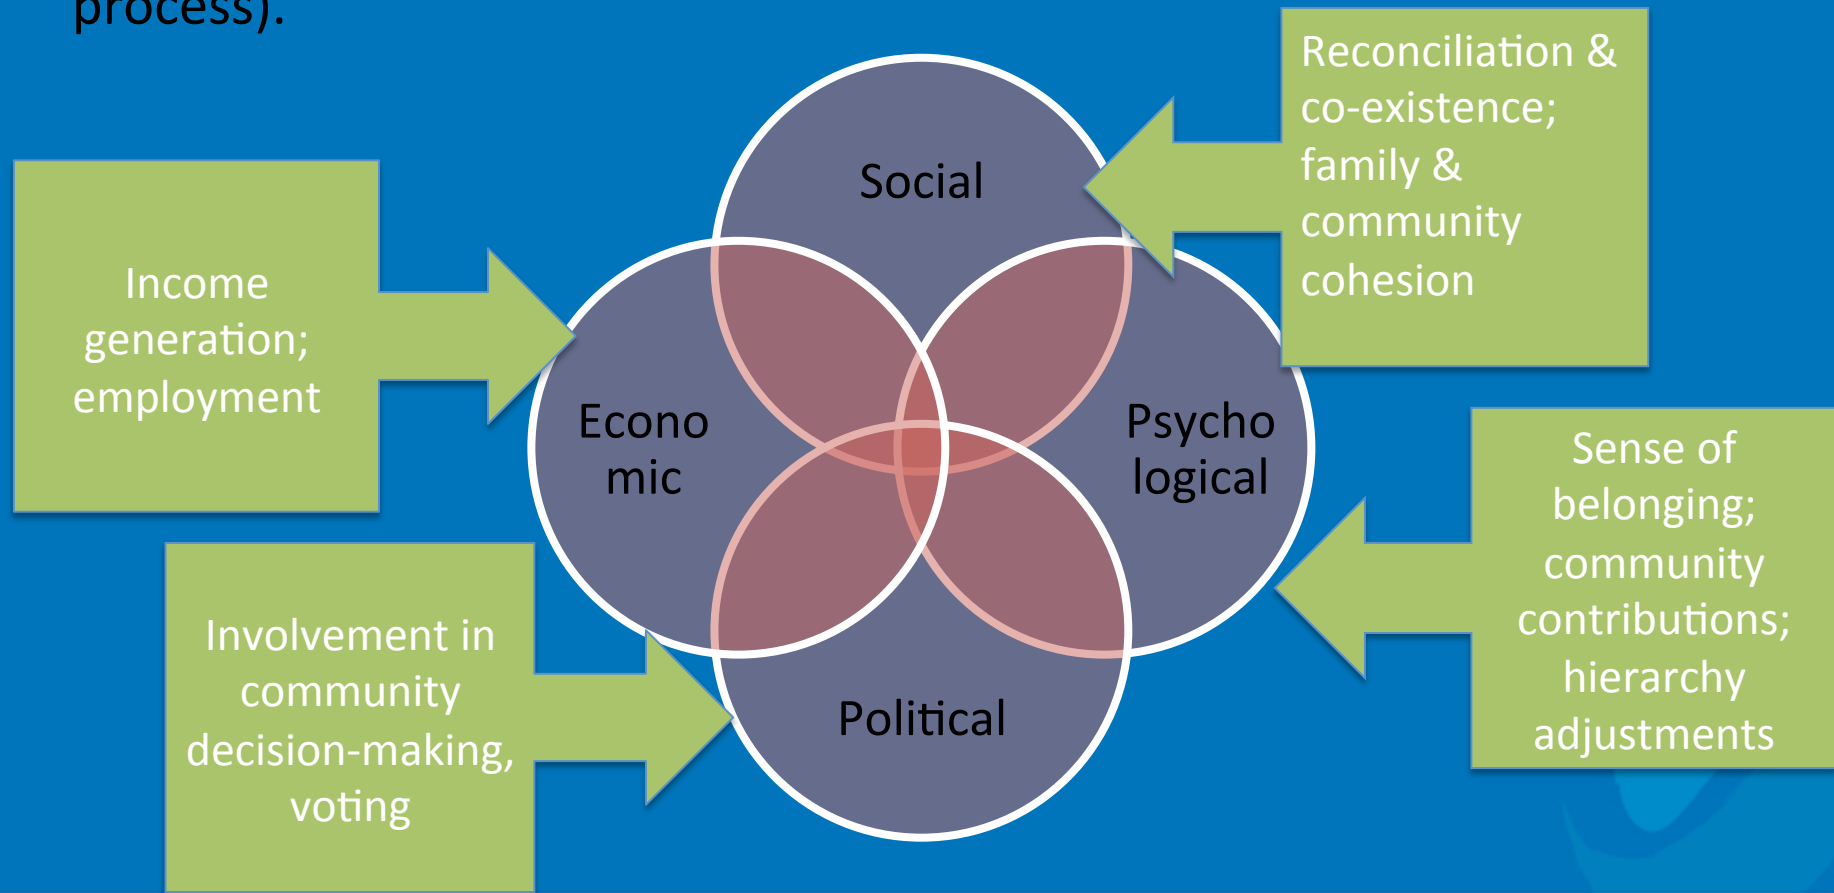 process).
Social
Reconciliation &
co-existence;
family &
community
cohesion
Income
generation;
employment
Econo
mic
Psycho
logical
Sense of
belonging;
community
contributions;
hierarchy
adjustments
Involvement in
community
decision-making,
voting
Political